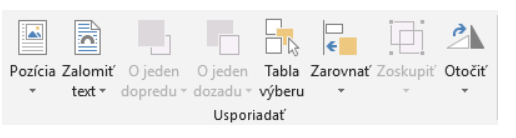 Pozícia Zalomiť O jeden O jeden Tabla Zarovnať Zoskupiť Otočiť
text dopredu dozadu výberu
Usporiadať